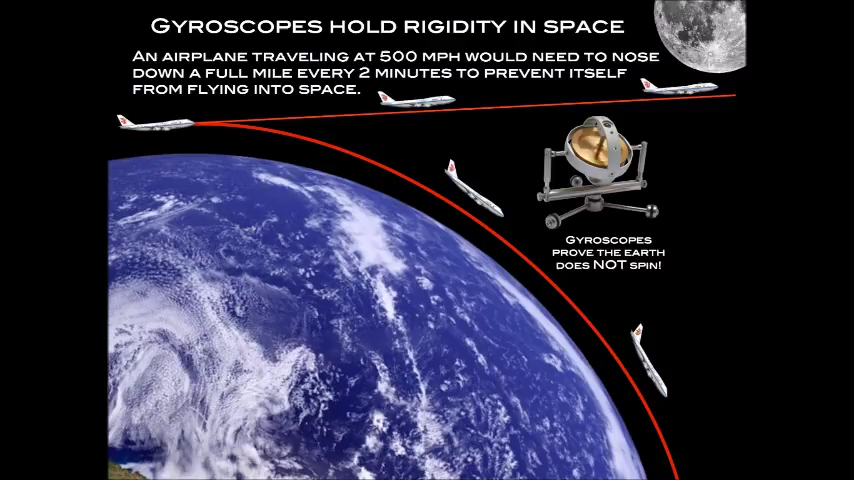 Gyroscopes hold rigidity in space
An airplane traveling at 500 mph would need to nose
down a full mile every 2 minutes to prevent itself
from flying into space.
Gyroscopes
prove the earth
does NOT spin!